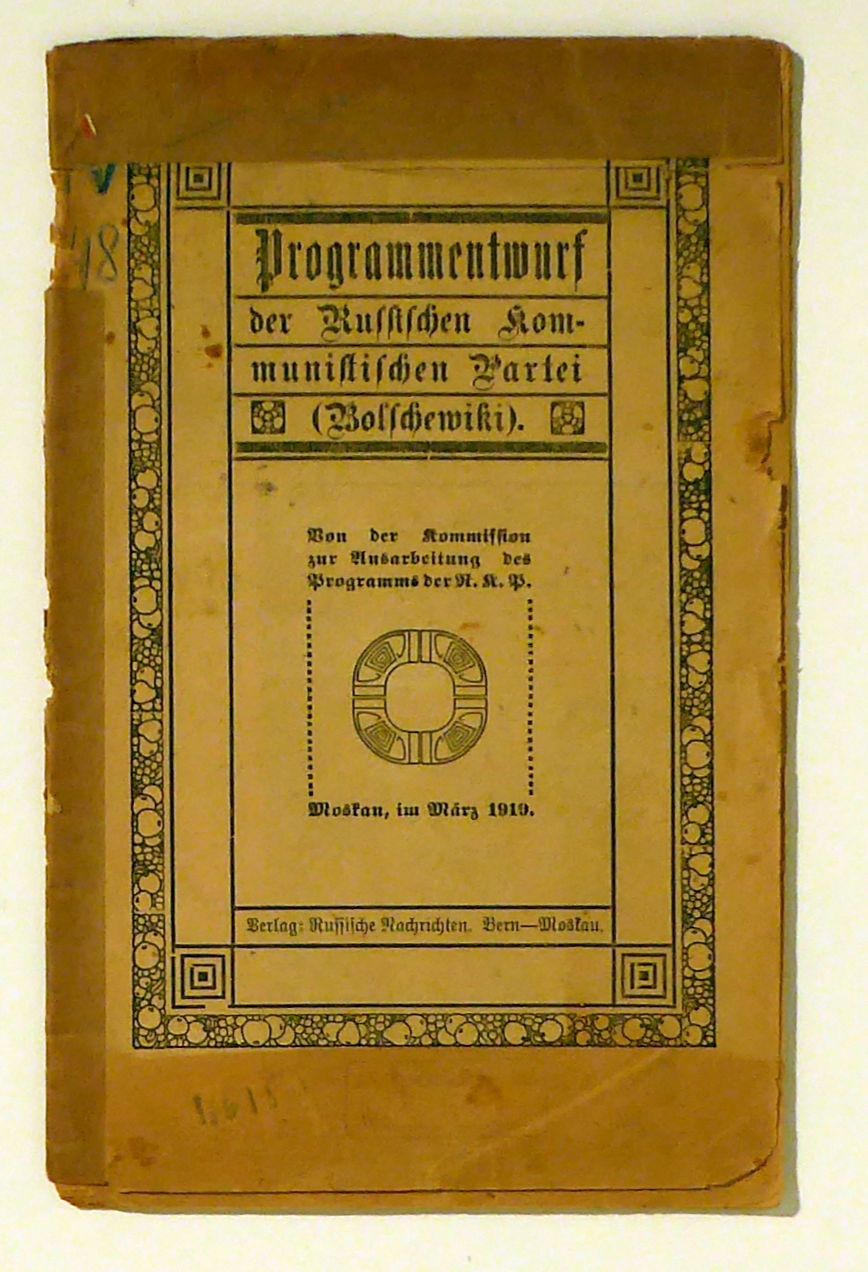 48
Programmentwurf
der Russischen Kom-
munistischen Partei
(Bolschewiki).
Von der Kommission
zur Ausarbeitung des
Programms der R. K. P.
Moskau, im März 1919.
Verlag: Russische Nachrichten. Bern—Moskau.